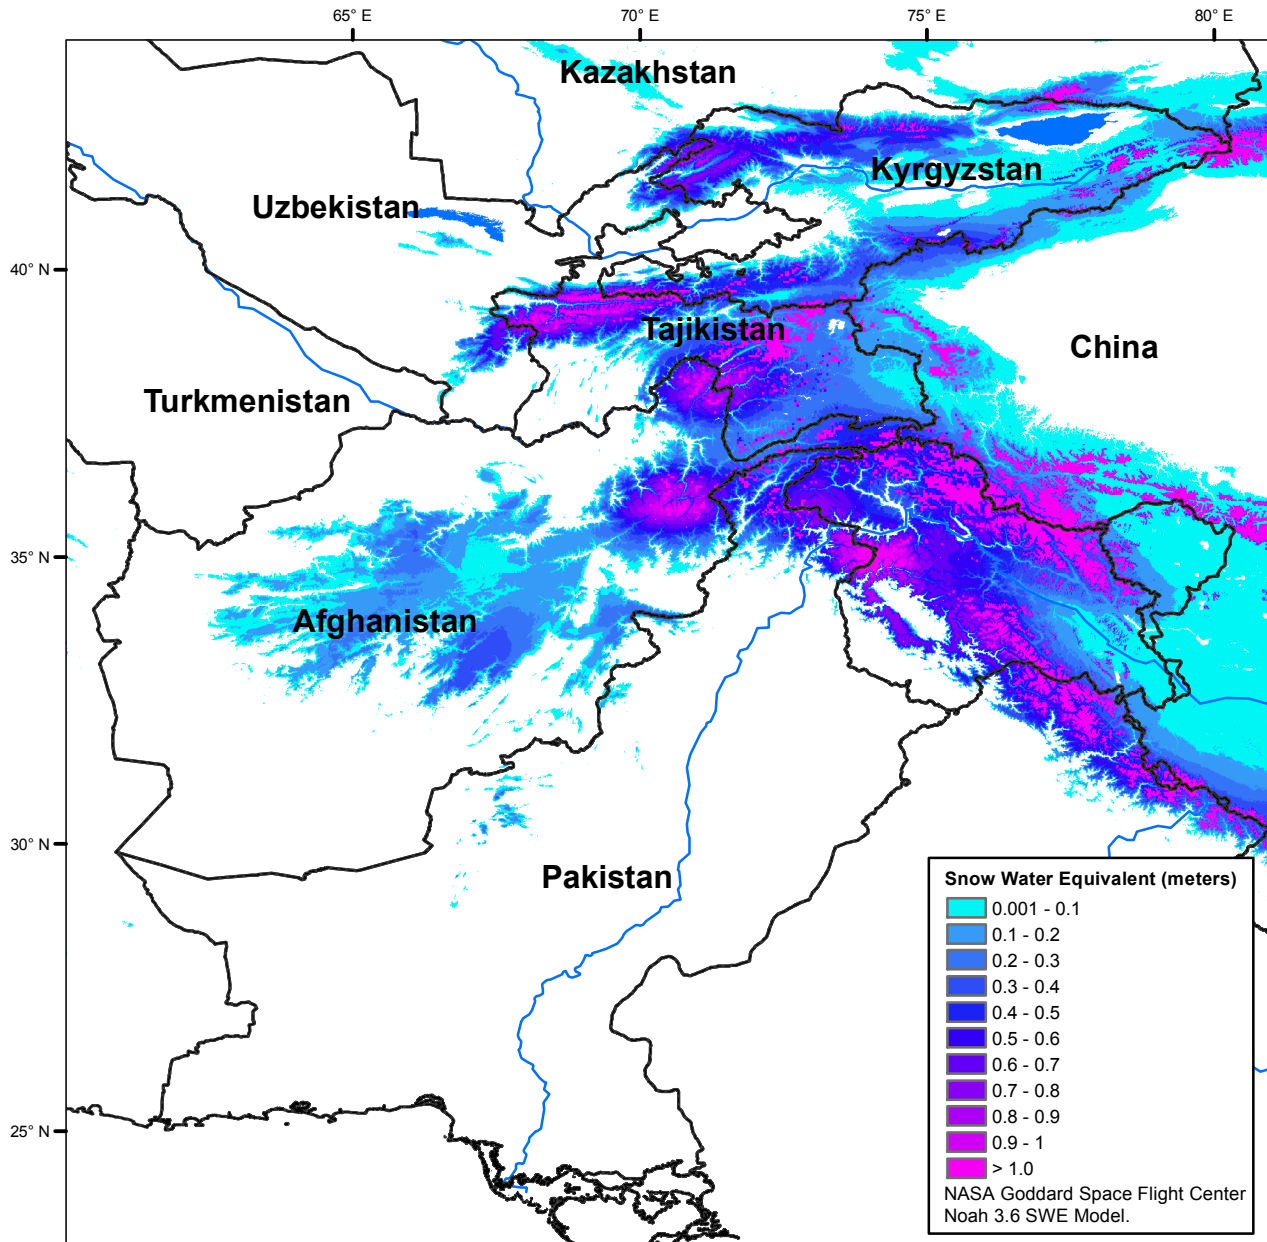 65° E
70° E
75° E
80° E
Kazakhstan
Kyrgyzstan
Uzbekistan
40° N
Tajikistan
China
Turkmenistan
35° N
Afghanistan
30° N
Pakistan
25° N
Snow Water Equivalent (meters)
0.001 - 0.1
0.1 - 0.2
0.2 - 0.3
0.3 - 0.4
0.4 - 0.5
0.5 - 0.6
0.6 - 0.7
0.7 - 0.8
0.8 - 0.9
0.9 - 1
> 1.0
NASA Goddard Space Flight Center
Noah 3.6 SWE Model.